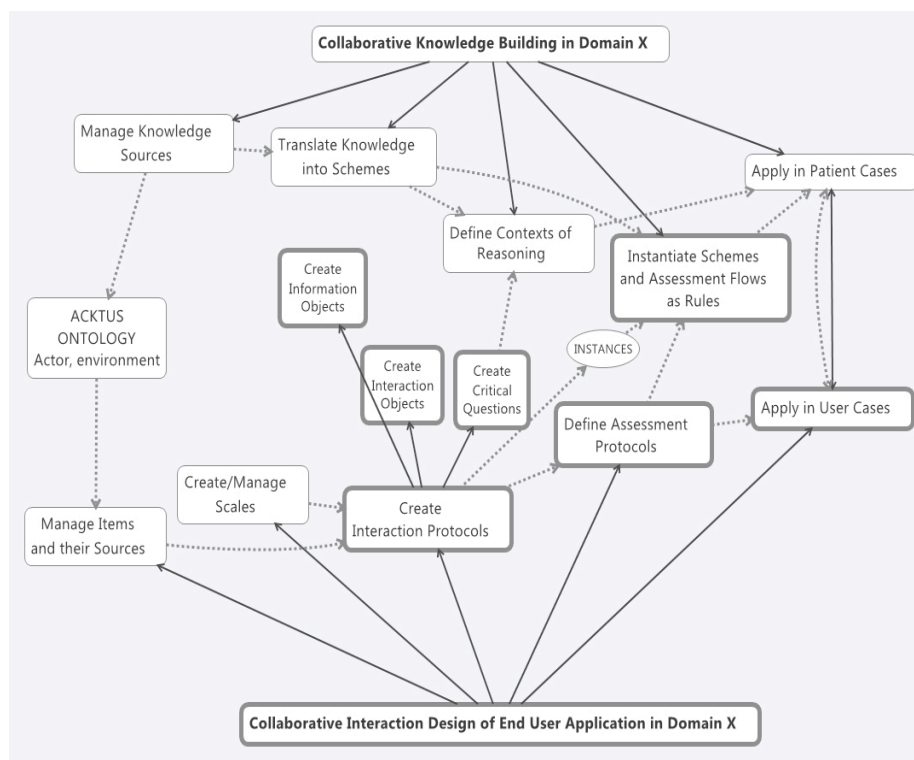 Collaborative Knowledge Building in Domain X
Manage Knowledge
Sources
Translate Knowledge
into Schemes
Apply in Patient Cases
Define Contexts of
Reasoning
Instantiate Schemes
and Assessment Flows
as Rules
Create
Information
Objects
ACKTUS
ONTOLOGY
Actor, environment
INSTANCES
Create
Interaction
Objects
Create
Critical
Questions
Apply in User Cases
Define Assessment
Protocols
Create/Manage
Scales
Create
Interaction Protocols
Manage Items
and their Sources
Collaborative Interaction Design of End User Application in Domain X